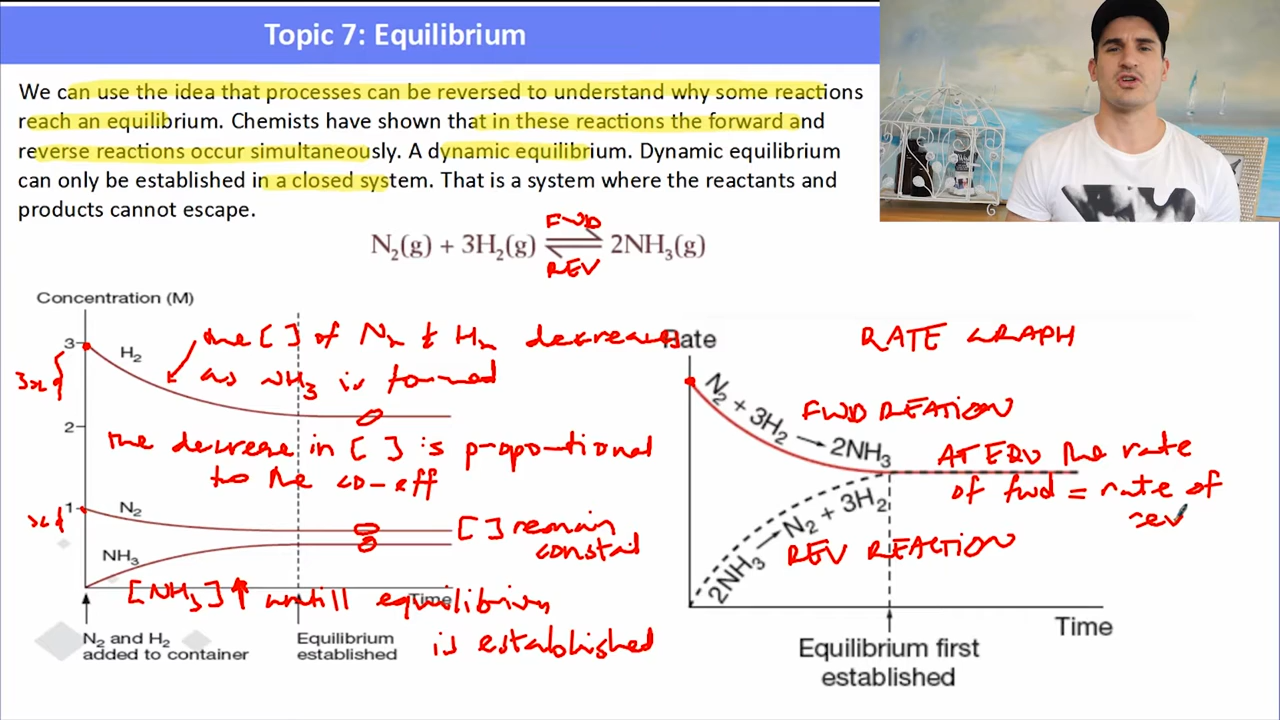 Topic 7: Equilibrium
We can use the idea that processes can be reversed to understand why some reactions
reach an equilibrium. Chemists have shown that in these reactions the forward and
reverse reactions occur simultaneously. A dynamic equilibrium. Dynamic equilibrium
can only be established in a closed system. That is a system where the reactants and
products cannot escape.
FWD
N₂(g) + 3H₂(g) ⇌ 2NH₃(g)
REV
Concentration (M)
3
H₂
3x
the [ ] of N₂ & H₂ decreases
as NH₃ is formed
2
the decrease in [ ] is proportional
to the co-eff
1
N₂
x
[ ] remain
constat
NH₃
[NH₃]↑ untill equilibrium
is established
Time
N₂ and H₂
added to container
Equilibrium
established
Rate
RATE GRAPH
N₂ + 3H₂ → 2NH₃
FWD REATION
AT EQU the rate
of fwd = rate of
rev
2NH₃ → N₂ + 3H₂
REV REACTION
Time
Equilibrium first
established